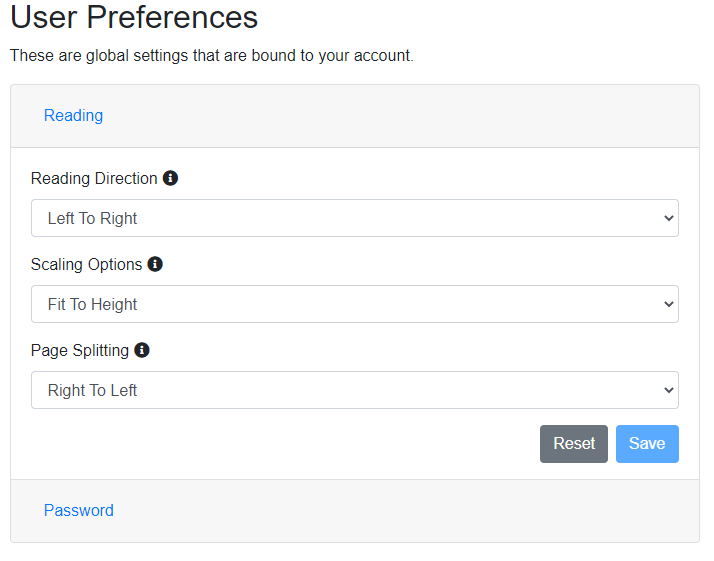 User Preferences
These are global settings that are bound to your account.
Reading
Reading Direction
Left To Right
Scaling Options
Fit To Height
Page Splitting
Right To Left
Reset Save
Password